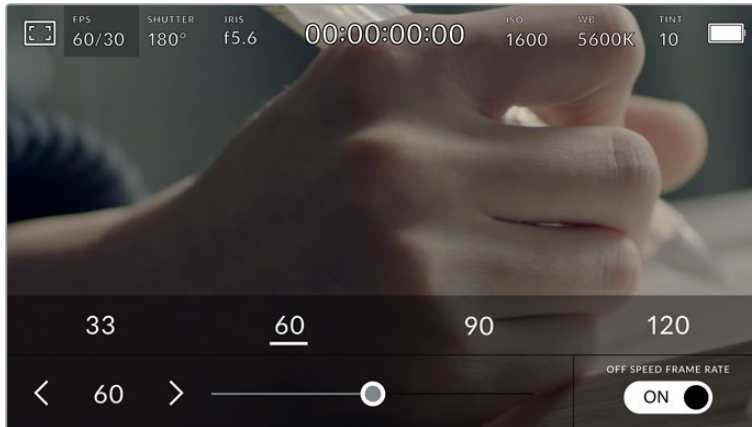 FPS SHUTTER IRIS ISO WB TINT
60/30 180° f5.6 00:00:00:00 1600 5600K 10
33 60 90 120
OFF SPEED FRAME RATE
60 ON